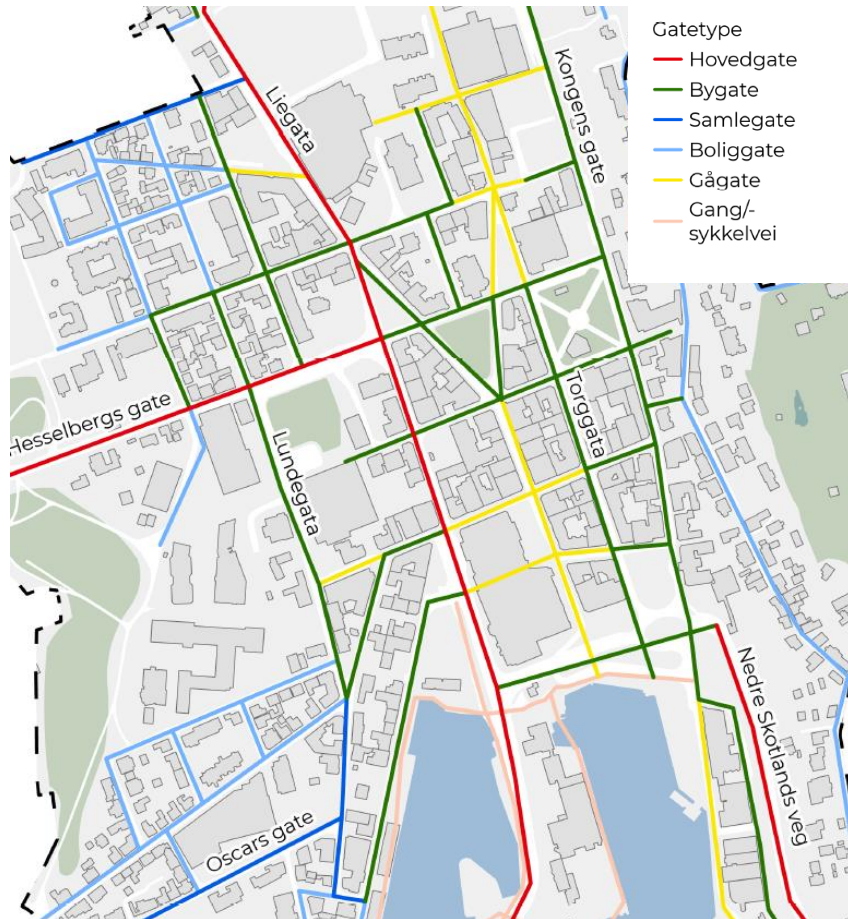 Gatetype
Hovedgate
Bygate
Samlegate
Boliggate
Gågate
Gang/-
sykkelvei
Liegata
Kongens gate
Hesselbergs gate
Torggata
Lundegata
Nedre Skotlands veg
Oscars gate